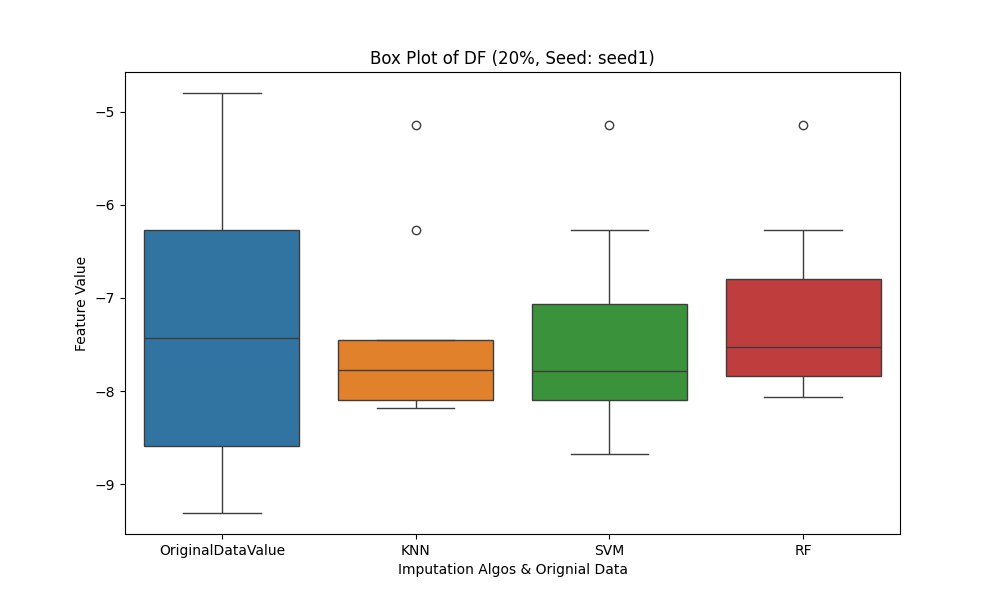 Box Plot of DF (20%, Seed: seed1)
Feature Value
−5
−6
−7
−8
−9
OriginalDataValue
KNN
SVM
RF
Imputation Algos & Orignial Data